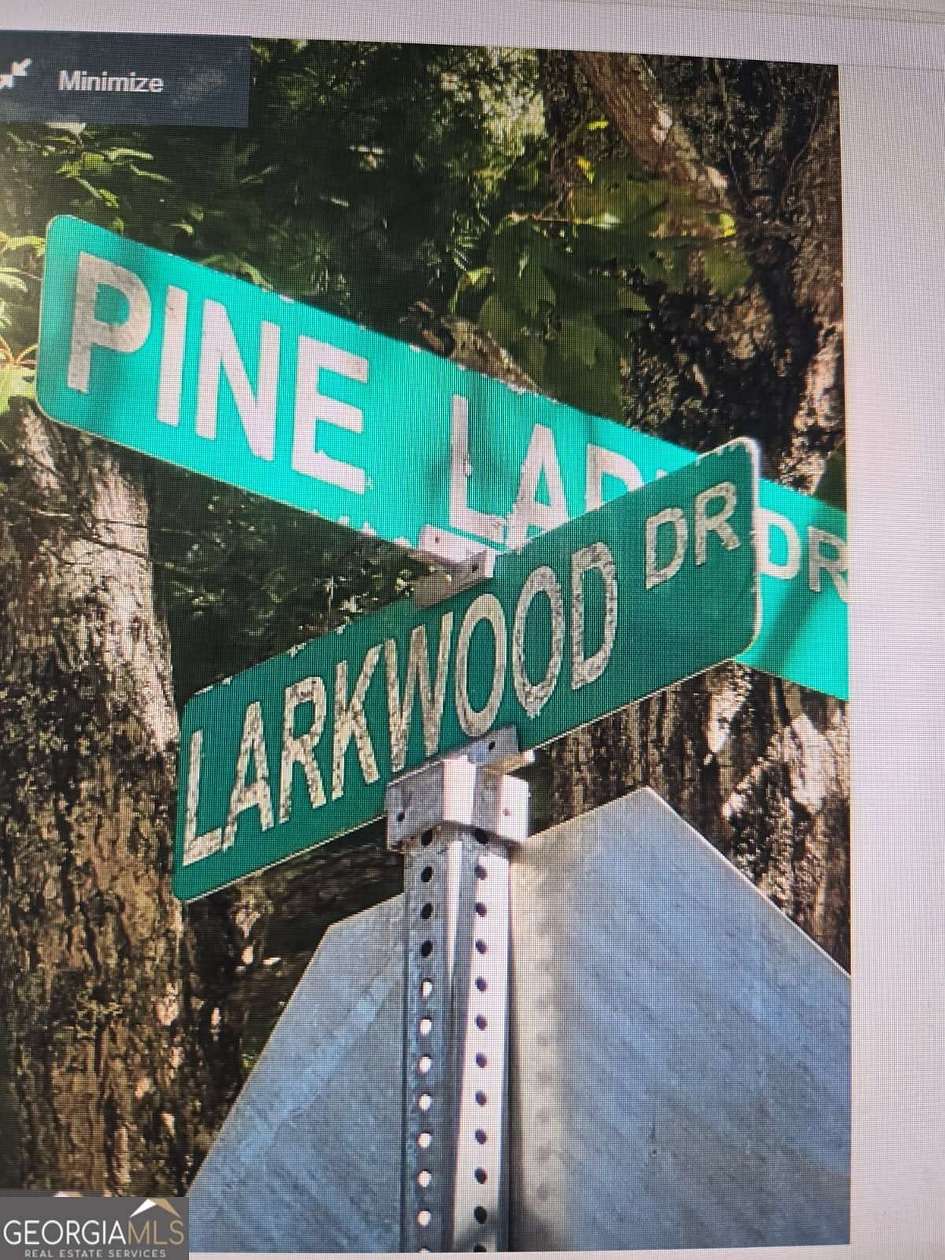 Minimize
PINE
DR
LARKWOOD DR
GEORGIAMLS
REAL ESTATE SERVICES